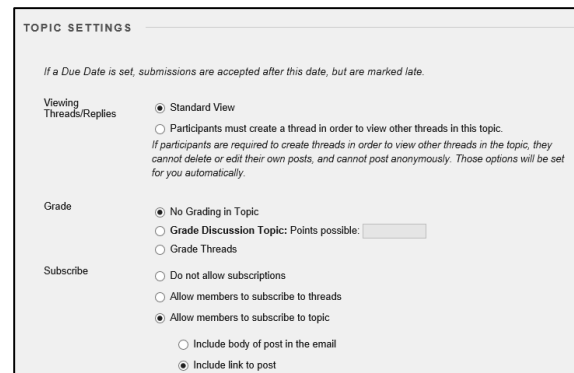 TOPIC SETTINGS
If a Due Date is set, submissions are accepted after this date, but are marked late.
Viewing
Threads/Replies
Standard View
Participants must create a thread in order to view other threads in this topic.
If participants are required to create threads in order to view other threads in the topic, they
cannot delete or edit their own posts, and cannot post anonymously. Those options will be set
for you automatically.
Grade
No Grading in Topic
Grade Discussion Topic: Points possible:
Grade Threads
Subscribe
Do not allow subscriptions
Allow members to subscribe to threads
Allow members to subscribe to topic
Include body of post in the email
Include link to post